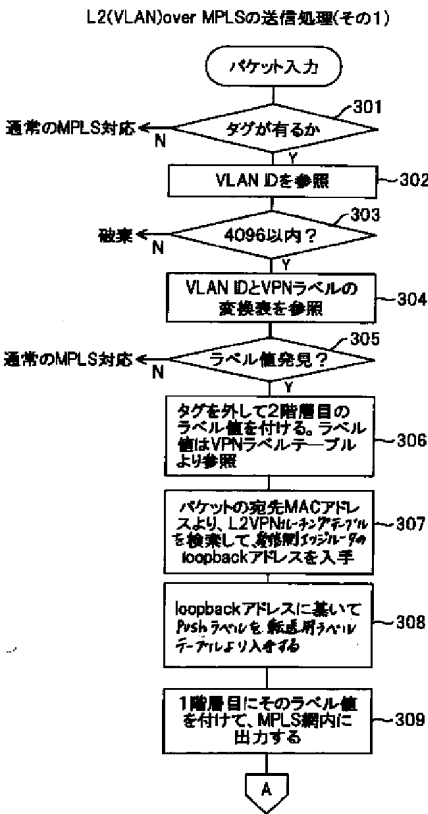 L2(VLAN)over MPLSの送信処理(その1)
パケット入力
301
タグが有るか
通常のMPLS対応
N
Y
VLAN IDを参照
302
303
4096以内?
破棄
N
Y
VLAN IDとVPNラベルの
変換表を参照
304
305
ラベル値発見?
通常のMPLS対応
N
Y
タグを外して2階層目の
ラベル値を付ける。ラベル
値はVPNラベルテーブル
より参照
306
パケットの宛先MACアドレ
スより、L2VPNルーチングテーブル
を検索して、側エッジルータの
loopbackアドレスを入手
307
loopbackアドレスに基いて
Pushラベルを転送用ラベル
テーブルより入手する
308
1階層目にそのラベル値
を付けて、MPLS網内に
出力する
309
A